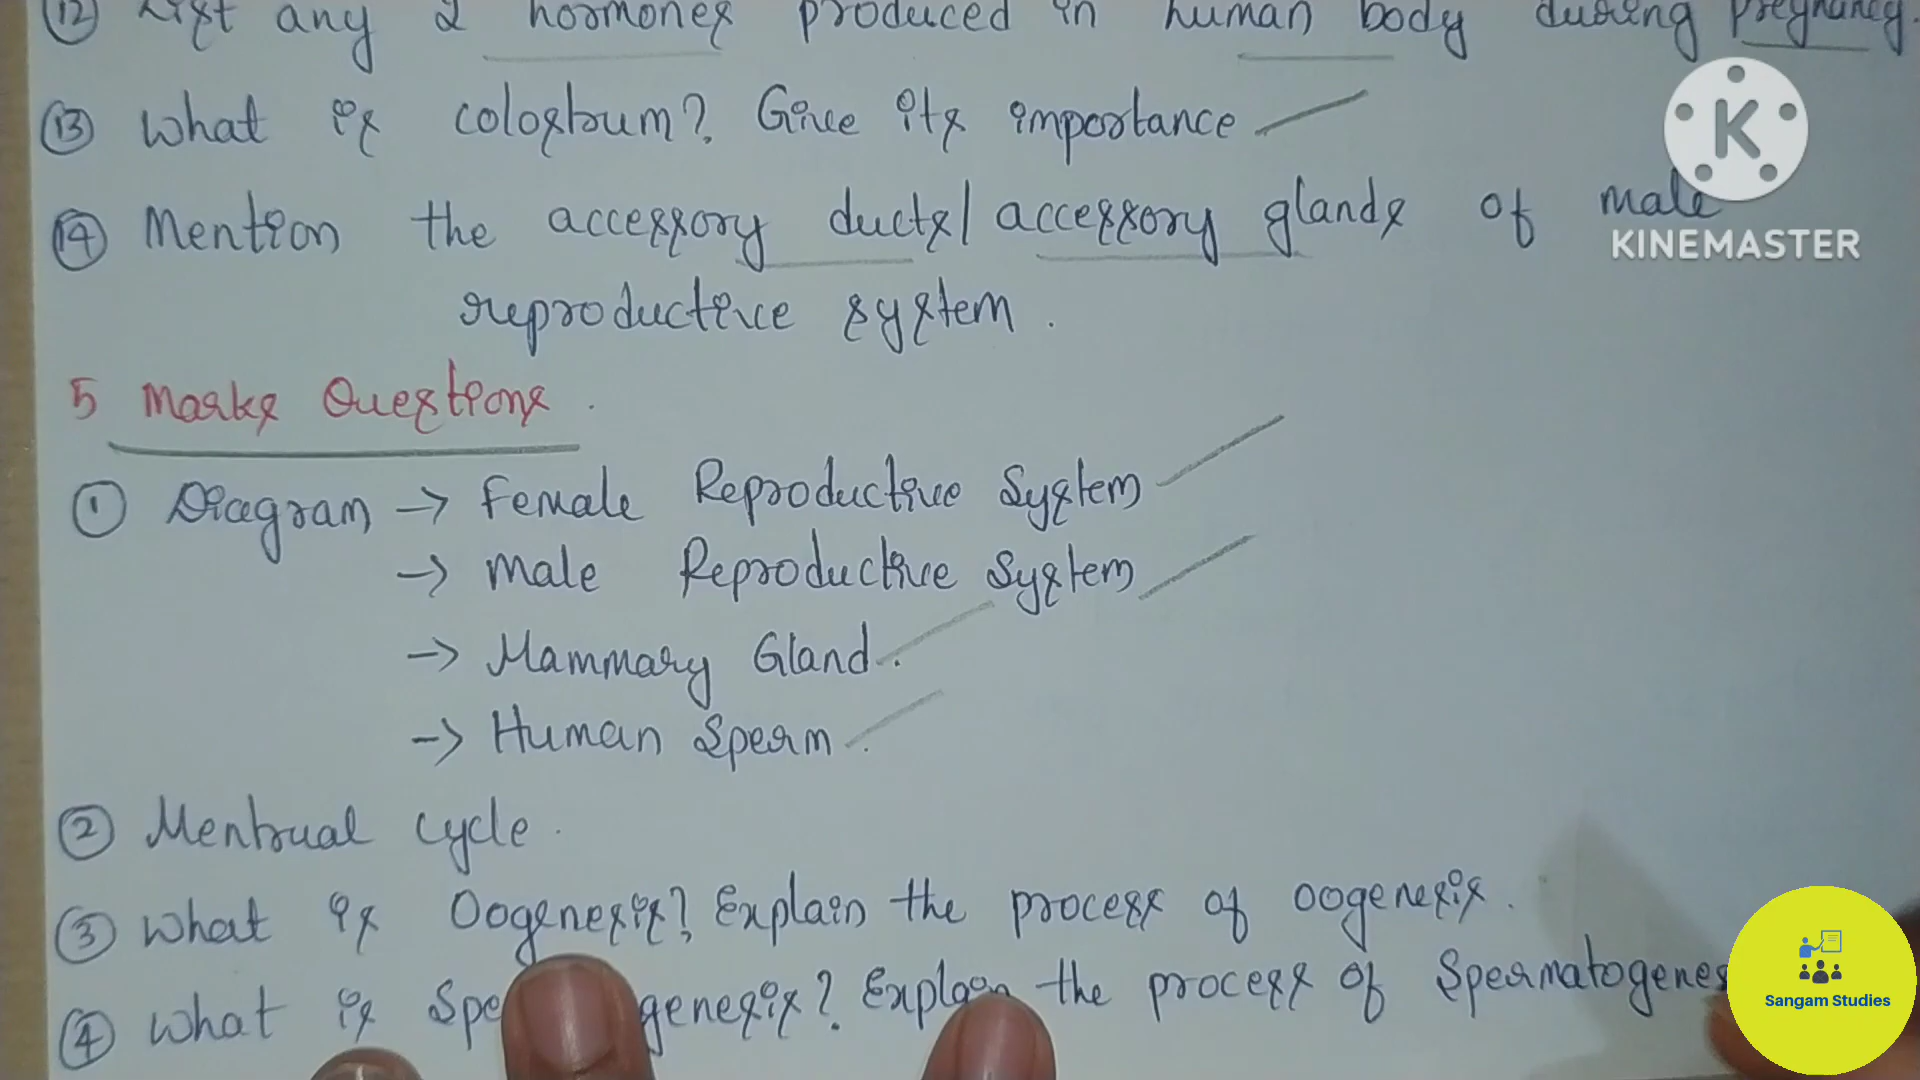 12 List any 2 hormones produced in human body during pregnancy.
13 What is colostrum? Give its importance
14 Mention the accessory ducts/accessory glands of male
reproductive system.
KINEMASTER
5 Marks Questions.
1 Diagram → Female Reproductive System
→ Male Reproductive System
→ Mammary Gland.
→ Human Sperm.
2 Mentrual cycle.
3 What is Oogenesis? Explain the process of oogenesis.
4 What is Spe genesis? Explain the process of Spermatogenes
Sangam Studies